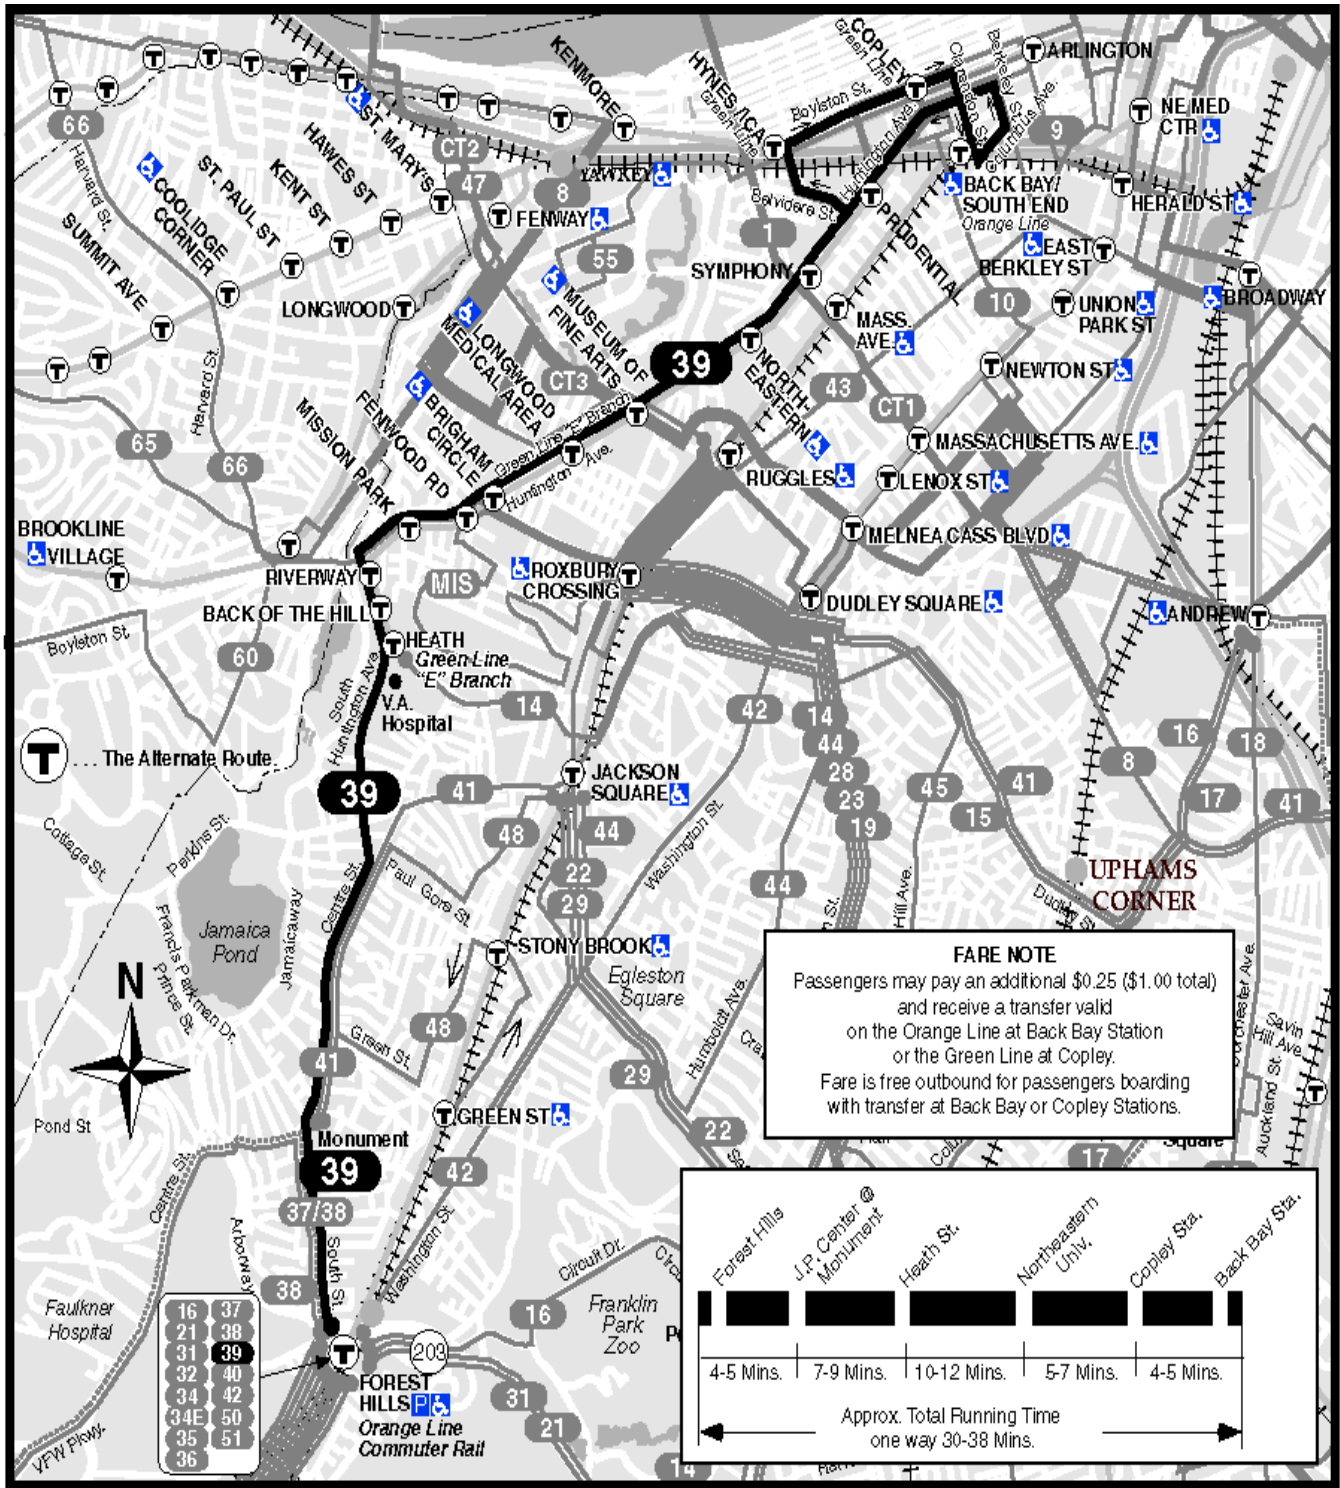 COPLEY
Green Line
ARLINGTON
KENMORE
HYNES/ICA
Green Line
Boylston St.
Clarendon St.
Berkeley St.
Columbus Ave.
Huntington Ave.
NE MED
CTR
66
ST. MARY'S
CT2
9
HAWES ST
KENT ST
ST. PAUL ST
COOLIDGE
CORNER
SUMMIT AVE
Harvard St.
47
8
YAWKEY
FENWAY
Belvidere St.
BACK BAY/
SOUTH END
Orange Line
HERALD ST
PRUDENTIAL
1
55
EAST
BERKLEY ST
SYMPHONY
LONGWOOD
10
UNION
PARK ST
BROADWAY
LONGWOOD
MEDICAL AREA
MUSEUM OF
FINE ARTS
MASS.
AVE.
39
NORTH-
EASTERN
NEWTON ST
CT3
43
CT1
Harvard St.
BRIGHAM
CIRCLE
FENWOOD RD
MISSION PARK
Green Line "E" Branch
Huntington Ave.
65
66
MASSACHUSETTS AVE.
RUGGLES
LENOX ST
BROOKLINE
VILLAGE
MELNEA CASS BLVD
RIVERWAY
MIS
ROXBURY
CROSSING
BACK OF THE HILL
DUDLEY SQUARE
ANDREW
Boylston St.
60
HEATH
Green Line
"E" Branch
V.A.
Hospital
South
Huntington Ave.
14
42
14
44
28
23
19
16
18
8
17
41
45
15
41
T ... The Alternate Route.
39
41
JACKSON
SQUARE
48
44
22
29
Washington St.
44
Cottage St.
Parkins St.
Paul Gore St.
Centre St.
Hill Ave.
UPHAMS
CORNER
Dudley St.
Jamaica
Pond
Jamaicaway
Francis Parkman Dr.
Prince St.
STONY BROOK
Egleston
Square
N
FARE NOTE
Passengers may pay an additional $0.25 ($1.00 total)
and receive a transfer valid
on the Orange Line at Back Bay Station
or the Green Line at Copley.
Fare is free outbound for passengers boarding
with transfer at Back Bay or Copley Stations.
Savin
Hill Ave.
Auckland St.
48
Green St.
41
Humboldt Ave.
29
Pond St
GREEN ST
22
Monument
39
42
17
Square
Centre St.
37/38
Arborway
South St.
Washington St.
38
Circuit Dr.
Faulkner
Hospital
16
Franklin
Park
Zoo
16 37
21 38
31 39
32 40
34 42
34E 50
35 51
36
203
FOREST
HILLS P
Orange Line
Commuter Rail
31
21
VFW Pkwy.
14
Forest Hills
J.P. Center @
Monument
Heath St.
Northeastern
Univ.
Copley Sta.
Back Bay Sta.
4-5 Mins.
7-9 Mins.
10-12 Mins.
5-7 Mins.
4-5 Mins.
Approx. Total Running Time
one way 30-38 Mins.